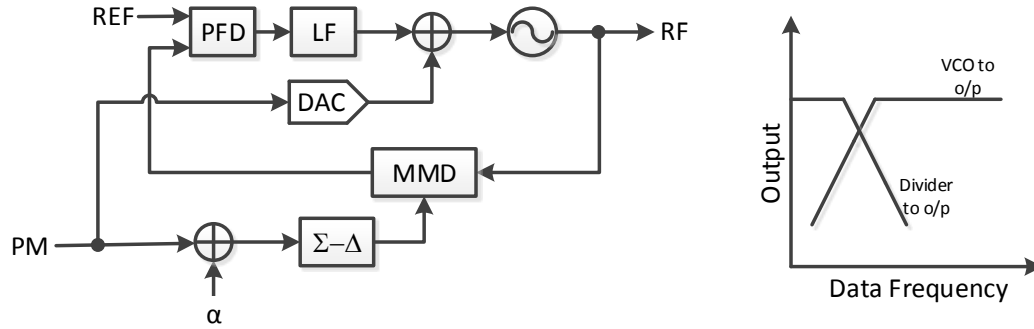 REF
PFD
LF
RF
DAC
MMD
PM
Σ−Δ
α
VCO to
o/p
Output
Divider
to o/p
Data Frequency